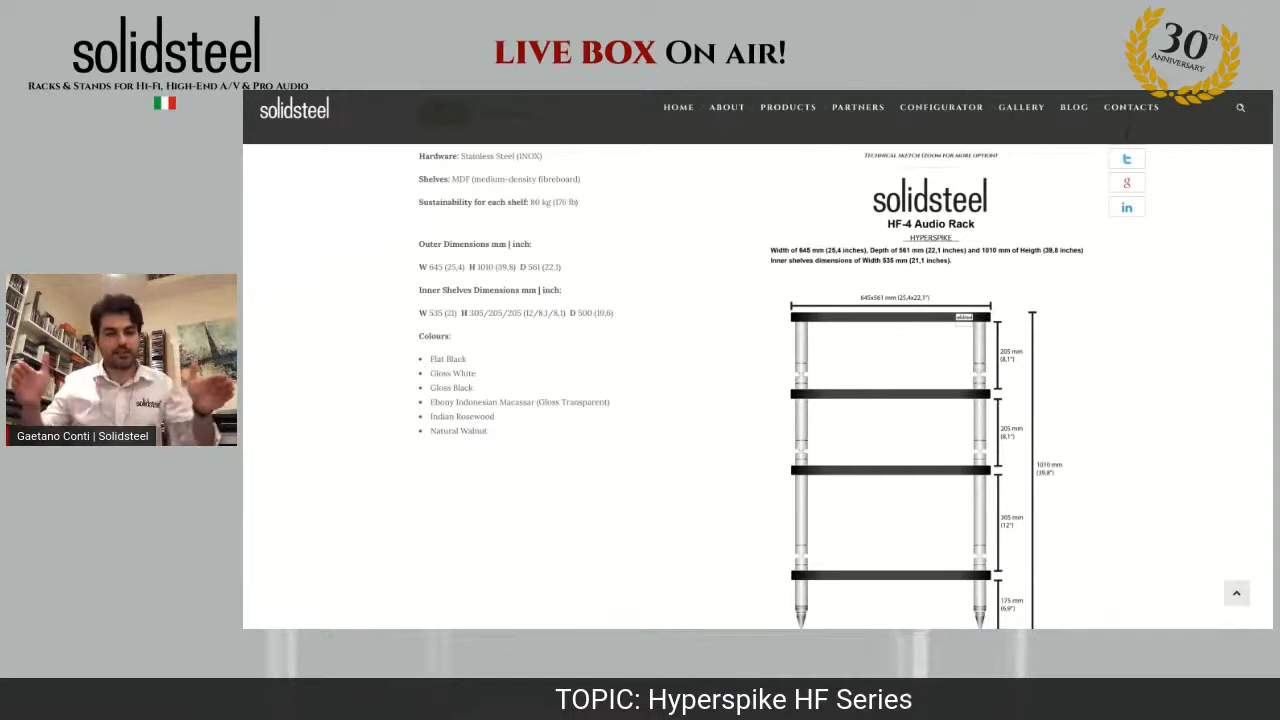 solidsteel
Racks & Stands for Hi-Fi, High-End A/V & Pro Audio
LIVE BOX On air!
30TH
ANNIVERSARY
solidsteel
HOME ABOUT PRODUCTS PARTNERS CONFIGURATOR GALLERY BLOG CONTACTS
Hardware: Stainless Steel (INOX)
Shelves: MDF (medium-density fibreboard)
Sustainability for each shelf: 80 kg (176 lb)
Outer Dimensions mm | inch:
W 645 (25,4) H 1010 (39,8) D 561 (22,1)
Inner Shelves Dimensions mm | inch:
W 535 (21) H 305/205/205 (12/8,1/8,1) D 500 (19,6)
Colours:
Flat Black
Gloss White
Gloss Black
Ebony Indonesian Macassar (Gloss Transparent)
Indian Rosewood
Natural Walnut
Technical sketch (zoom for more option)
solidsteel
HF-4 Audio Rack
HYPERSPIKE
Width of 645 mm (25,4 inches), Depth of 561 mm (22,1 inches) and 1010 mm of Heigth (39,8 inches)
Inner shelves dimensions of Width 535 mm (21,1 inches).
645x561 mm (25,4x22,1")
solidsteel
205 mm
(8,1")
205 mm
(8,1")
1010 mm
(39,8")
305 mm
(12")
175 mm
(6,9")
solidsteel
Gaetano Conti | Solidsteel
TOPIC: Hyperspike HF Series